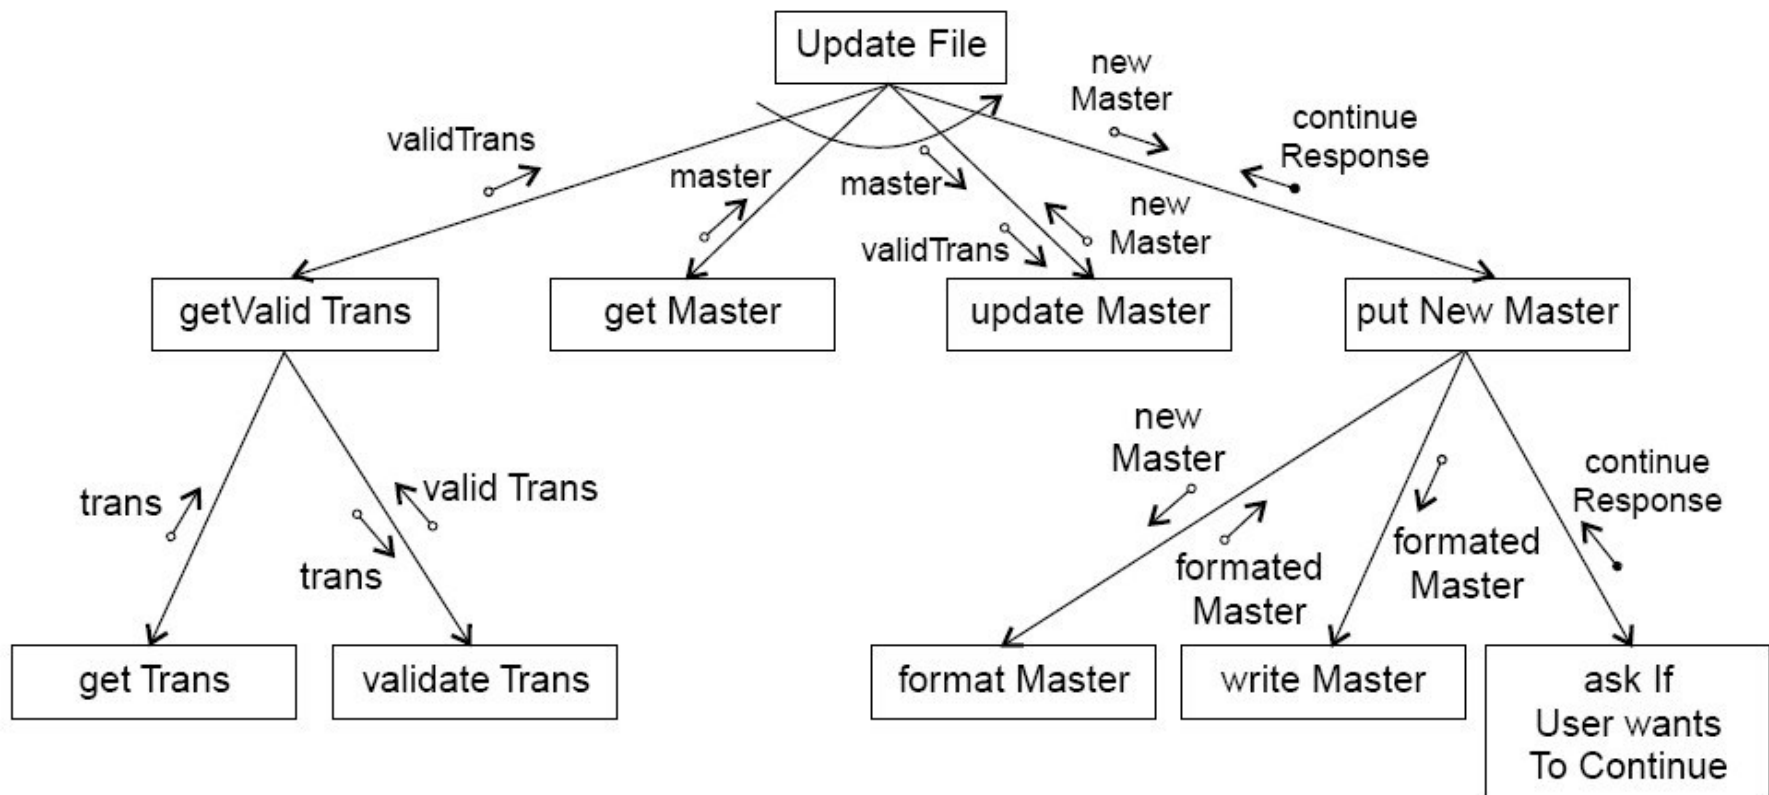 Update File
new
Master
continue
Response
validTrans
master
master
new
Master
validTrans
getValid Trans
get Master
update Master
put New Master
new
Master
continue
Response
trans
valid Trans
trans
formated
Master
formated
Master
get Trans
validate Trans
format Master
write Master
ask If
User wants
To Continue